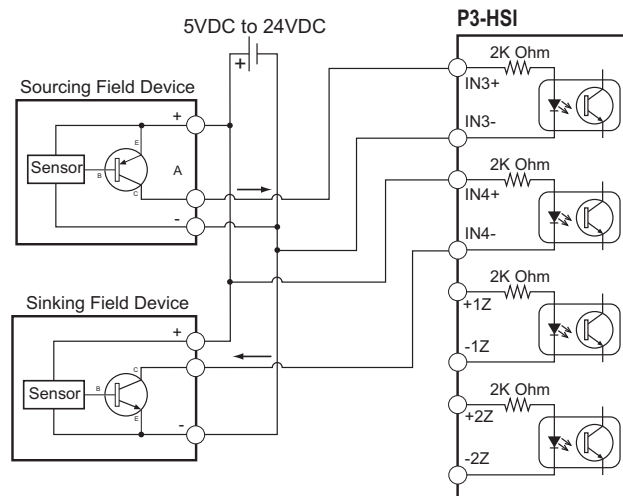 P3-HSI
5VDC to 24VDC
+
2K Ohm
IN3+
IN3-
Sourcing Field Device
+
E
Sensor
B
A
C
-
2K Ohm
IN4+
IN4-
Sinking Field Device
+
C
Sensor
B
E
-
2K Ohm
+1Z
-1Z
2K Ohm
+2Z
-2Z